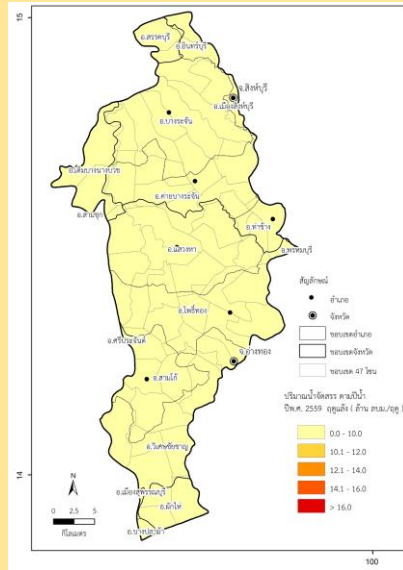 15
อ.สรรคบุรี
อ.อินทร์บุรี
จ.สิงห์บุรี
อ.เมืองสิงห์บุรี
อ.บางระจัน
อ.เดิมบางนางบวช
อ.ค่ายบางระจัน
อ.สามชุก
อ.ท่าช้าง
อ.พรหมบุรี
อ.แสวงหา
สัญลักษณ์
อำเภอ
จังหวัด
ขอบเขตอำเภอ
ขอบเขตจังหวัด
ขอบเขต 47 โซน
อ.โพธิ์ทอง
อ.ศรีประจันต์
จ.อ่างทอง
อ.สามโก้
ปริมาณน้ำจัดสรร ตามปีน้ำ
ปีพ.ศ. 2559 ฤดูแล้ง ( ล้าน ลบม./ฤดู )
0.0 - 10.0
10.1 - 12.0
12.1 - 14.0
14.1 - 16.0
> 16.0
อ.วิเศษชัยชาญ
14
N
อ.เมืองสุพรรณบุรี
อ.ผักไห่
อ.บางปลาม้า
0 2.5 5
กิโลเมตร
100